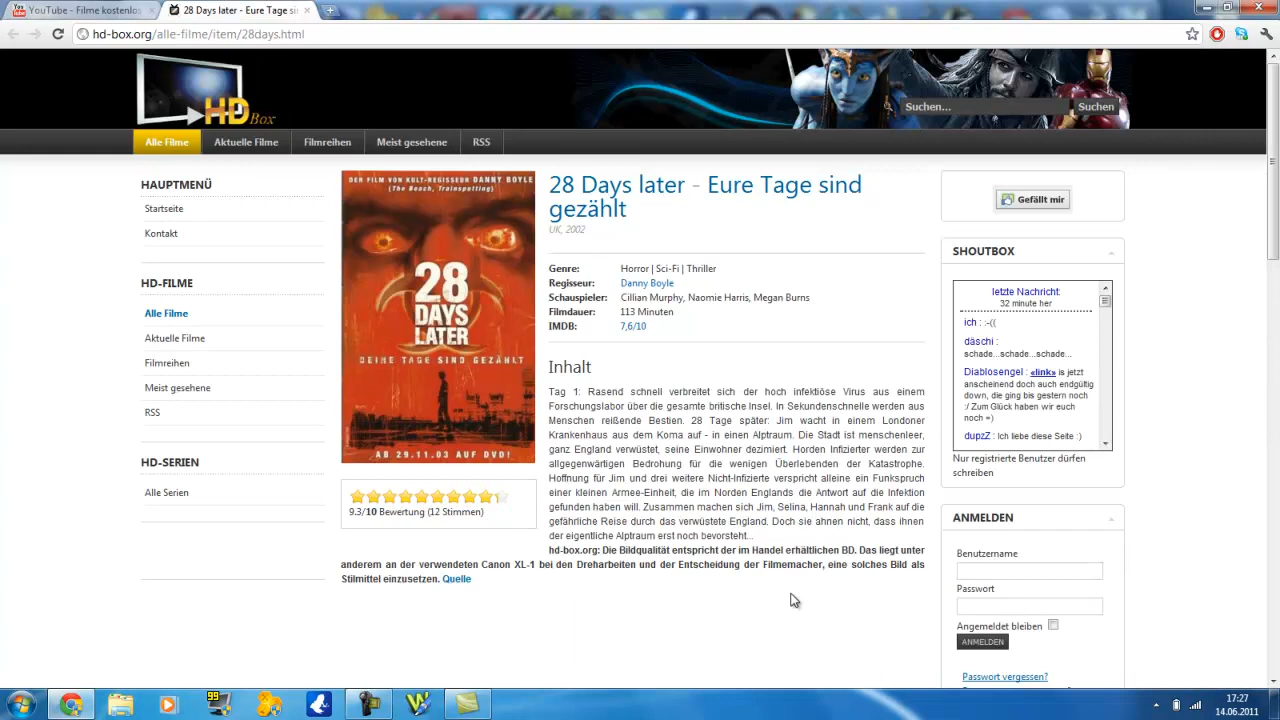 YouTube - Filme kostenlos
28 Days later - Eure Tage si
hd-box.org/alle-filme/item/28days.html
HD Box
Suchen...
Suchen
Alle Filme
Aktuelle Filme
Filmreihen
Meist gesehene
RSS
HAUPTMENÜ
Startseite
Kontakt
HD-FILME
Alle Filme
Aktuelle Filme
Filmreihen
Meist gesehene
RSS
HD-SERIEN
Alle Serien
DER FILM VON KULT-REGISSEUR DANNY BOYLE
(The Beach, Trainspotting)
28
DAYS
LATER
DEINE TAGE SIND GEZÄHLT
AB 29.11.03 AUF DVD!
9.3/10 Bewertung (12 Stimmen)
28 Days later - Eure Tage sind
gezählt
UK, 2002
Genre: Horror | Sci-Fi | Thriller
Regisseur: Danny Boyle
Schauspieler: Cillian Murphy, Naomie Harris, Megan Burns
Filmdauer: 113 Minuten
IMDB: 7,6/10
Inhalt
Tag 1: Rasend schnell verbreitet sich der hoch infektiöse Virus aus einem
Forschungslabor über die gesamte britische Insel. In Sekundenschnelle werden aus
Menschen reißende Bestien. 28 Tage später: Jim wacht in einem Londoner
Krankenhaus aus dem Koma auf - in einen Alptraum. Die Stadt ist menschenleer,
ganz England verwüstet, seine Einwohner dezimiert. Horden Infizierter werden zur
allgegenwärtigen Bedrohung für die wenigen Überlebenden der Katastrophe.
Hoffnung für Jim und drei weitere Nicht-Infizierte verspricht alleine ein Funkspruch
einer kleinen Armee-Einheit, die im Norden Englands die Antwort auf die Infektion
gefunden haben will. Zusammen machen sich Jim, Selina, Hannah und Frank auf die
gefährliche Reise durch das verwüstete England. Doch sie ahnen nicht, dass ihnen
der eigentliche Alptraum erst noch bevorsteht...
hd-box.org: Die Bildqualität entspricht der im Handel erhältlichen BD. Das liegt unter
anderem an der verwendeten Canon XL-1 bei den Dreharbeiten und der Entscheidung der Filmemacher, eine solches Bild als
Stilmittel einzusetzen. Quelle
Gefällt mir
SHOUTBOX
letzte Nachricht:
32 minute her
ich : :-((
däschi :
schade...schade...schade...
Diablosengel : «link» is jetzt
anscheinend doch auch endgültig
down, die ging bis gestern noch
:/ Zum Glück haben wir euch
noch =)
dupzZ : Ich liebe diese Seite :)
Nur registrierte Benutzer dürfen
schreiben
ANMELDEN
Benutzername
Passwort
Angemeldet bleiben
ANMELDEN
Passwort vergessen?
99
17:27
14.06.2011